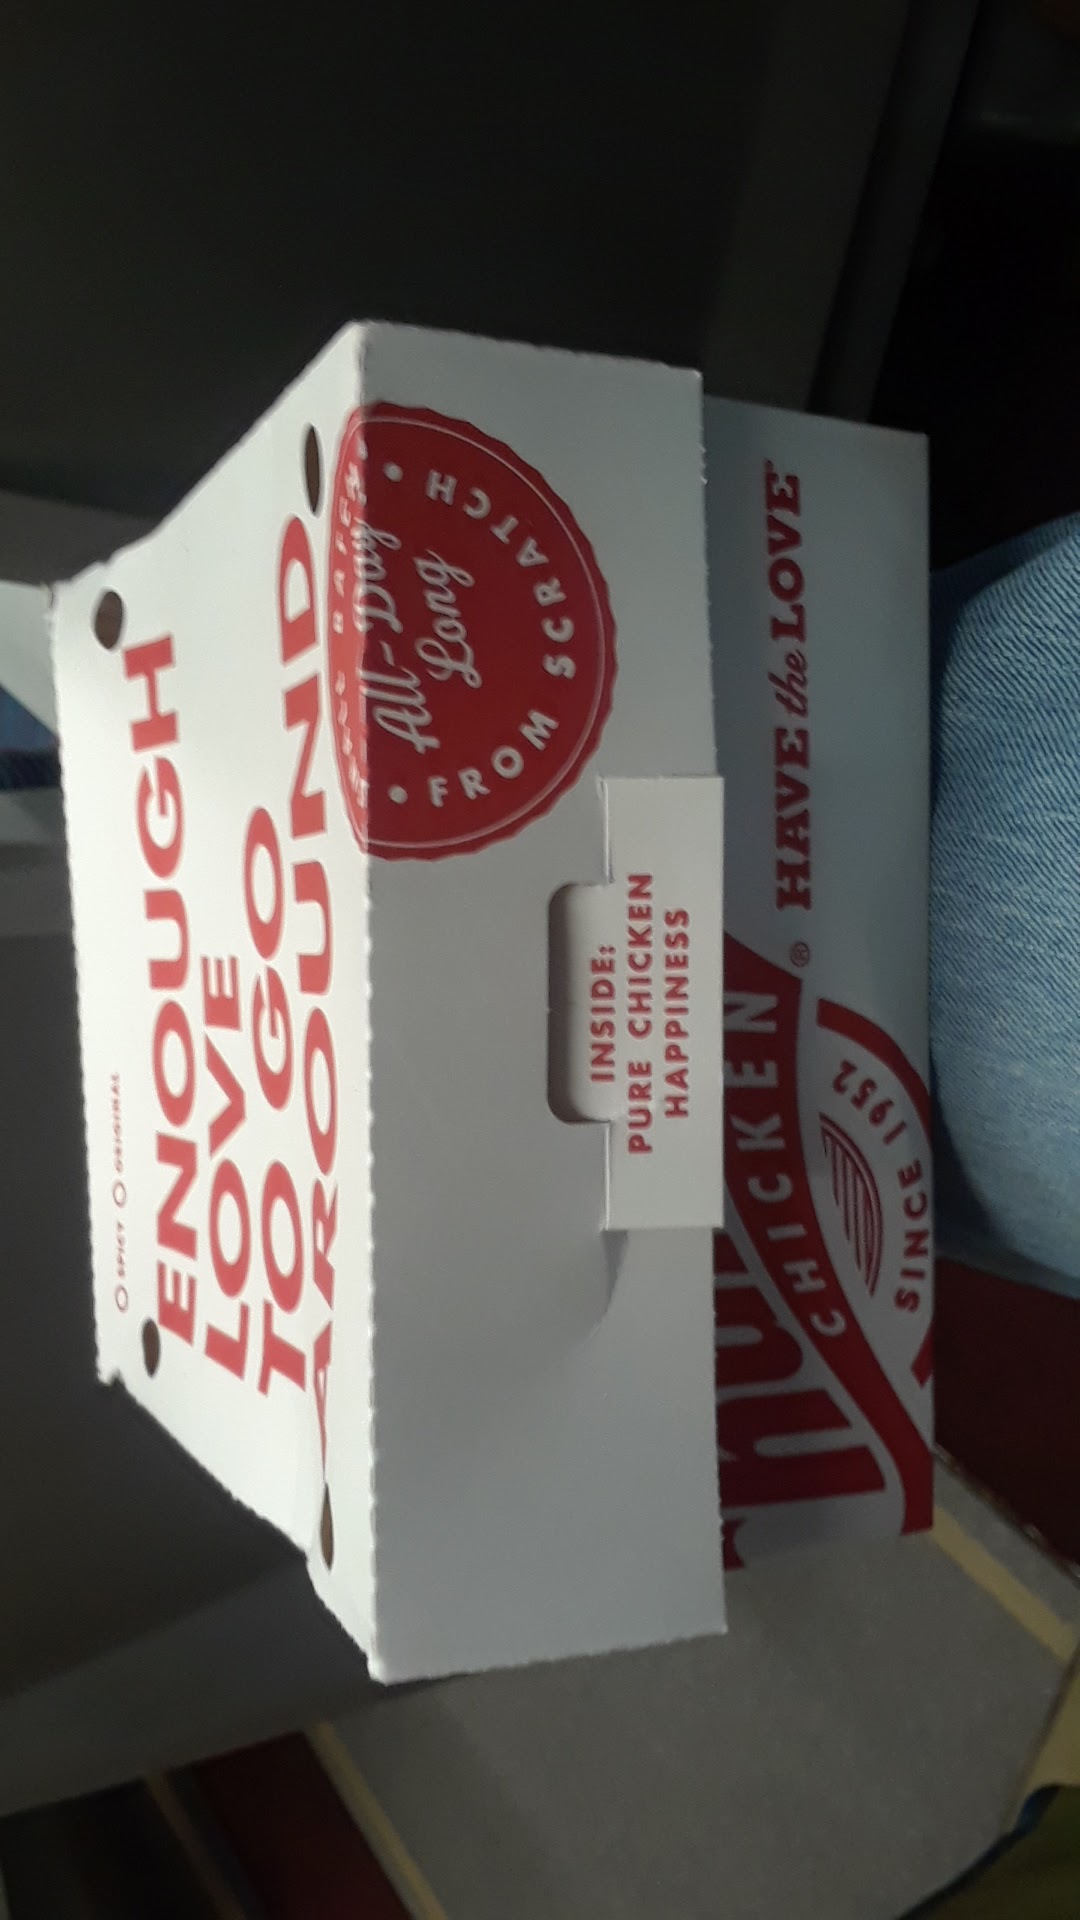 SPICY ORIGINAL
ENOUGH
LOVE
TO GO
AROUND
All-Day
Long
FROM SCRATCH
INSIDE:
PURE CHICKEN
HAPPINESS
CHICKEN ®
HAVE the LOVE
SINCE 1952